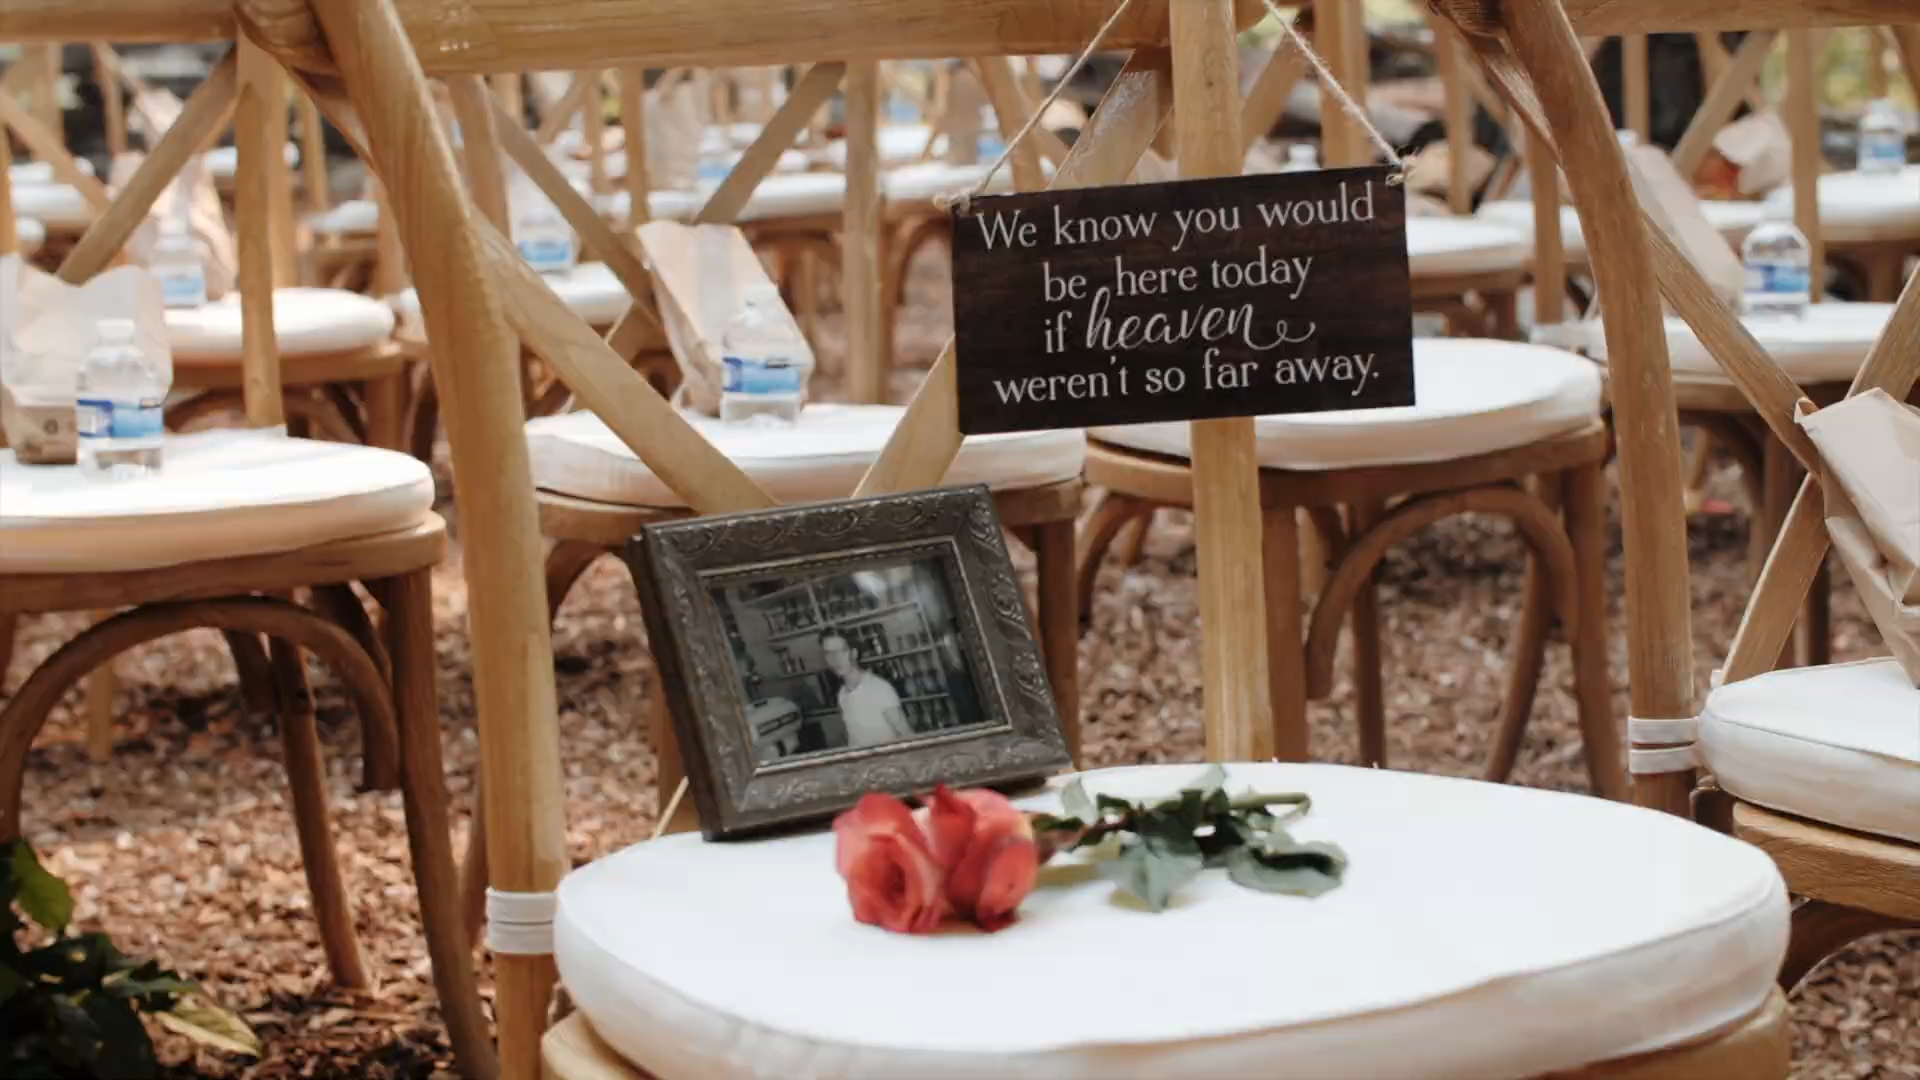 We know you would
be here today
if heaven
weren't so far away.